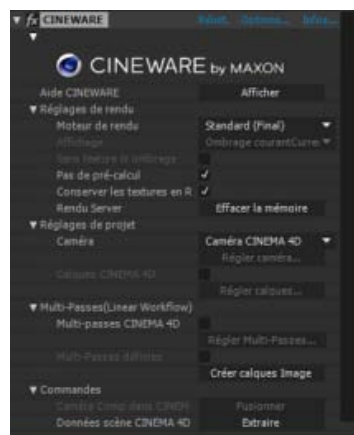 fx CINEWARE Réinit. Options... Infos...
CINEWARE BY MAXON
Aide CINEWARE Afficher
Réglages de rendu
Moteur de rendu Standard (Final)
Affichage Ombrage courant
Sans texture ni ombrage
Pas de pré-calcul
Conserver les textures en R
Rendu Server Effacer la mémoire
Réglages de projet
Caméra Caméra CINEMA 4D
Régler caméra...
Calques CINEMA 4D
Régler calques...
Multi-Passes(Linear Workflow)
Multi-passes CINEMA 4D
Régler Multi-Passes...
Multi-Passes définies
Créer calques Image
Commandes
Caméra Comp dans CINEM
Fusionner
Données scène CINEMA 4D Extraire